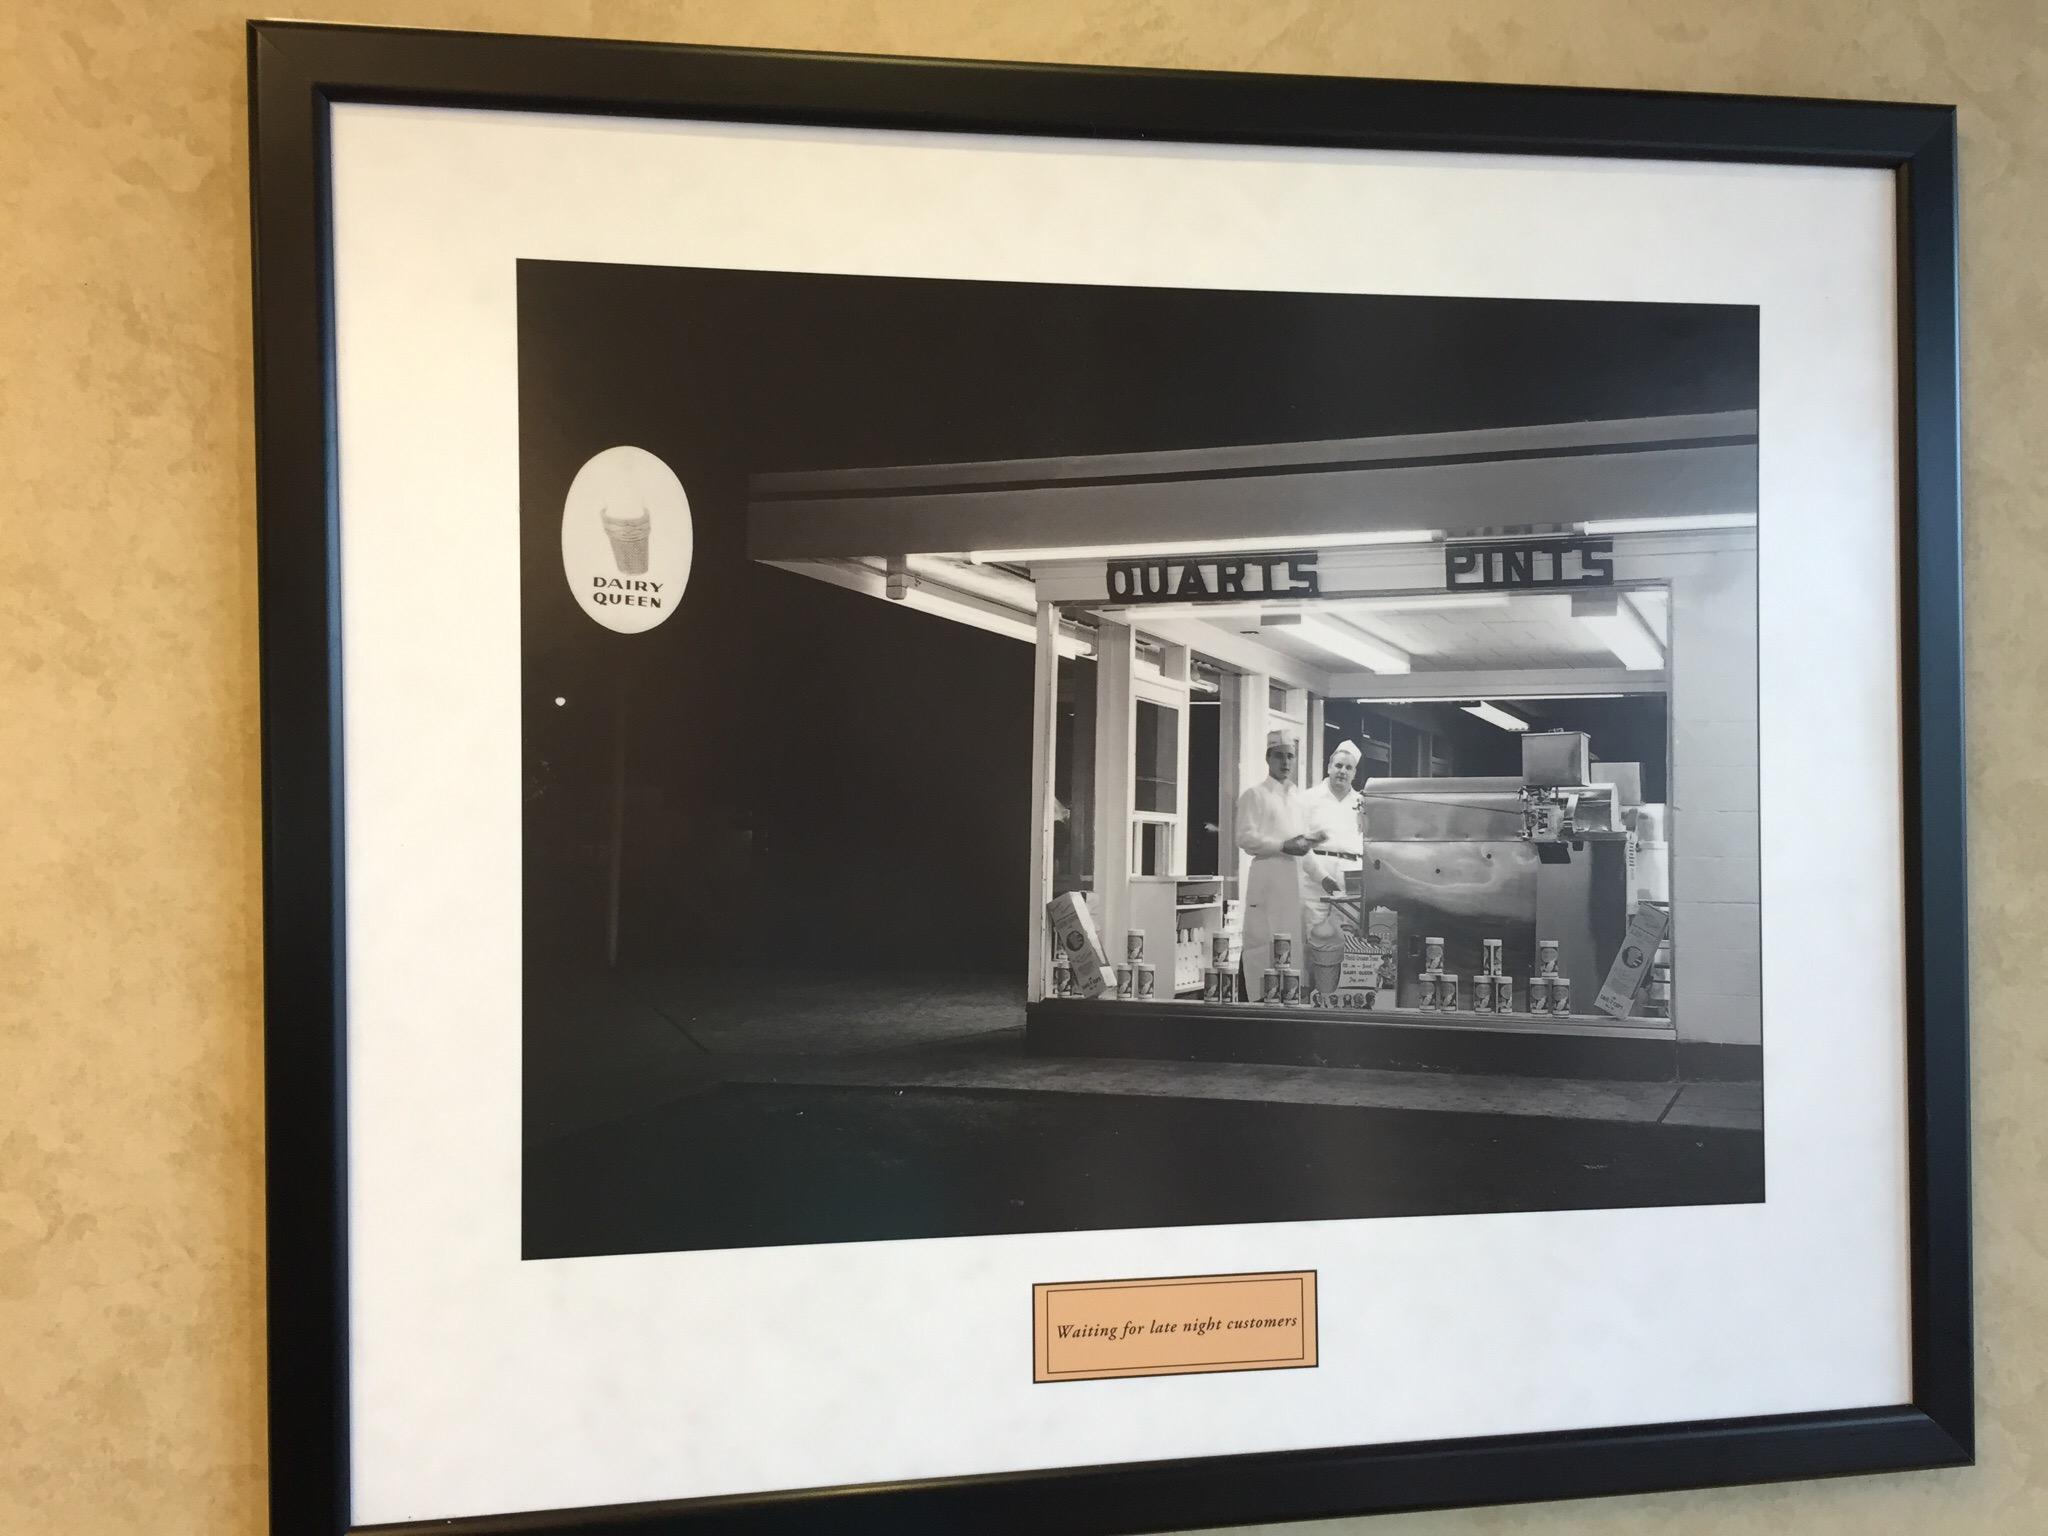 DAIRY
QUEEN
QUARTS PINTS
DAIRY QUEEN
Waiting for late night customers